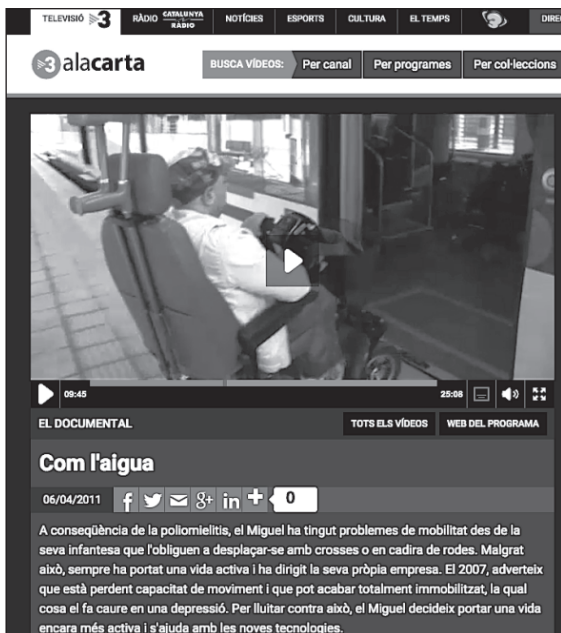 TELEVISIÓ 3 RÀDIO CATALUNYA RÀDIO NOTÍCIES ESPORTS CULTURA EL TEMPS 3 DIRE
3alacarta BUSCA VÍDEOS: Per canal Per programes Per col·leccions
09:45 25:08
EL DOCUMENTAL TOTS ELS VÍDEOS WEB DEL PROGRAMA
Com l'aigua
06/04/2011 f 8+ in + 0
A conseqüència de la poliomielitis, el Miguel ha tingut problemes de mobilitat des de la
seva infantesa que l'obliguen a desplaçar-se amb crosses o en cadira de rodes. Malgrat
això, sempre ha portat una vida activa i ha dirigit la seva pròpia empresa. El 2007, adverteix
que està perdent capacitat de moviment i que pot acabar totalment immobilitzat, la qual
cosa el fa caure en una depressió. Per lluitar contra això, el Miguel decideix portar una vida
encara més activa i s'ajuda amb les noves tecnologies.